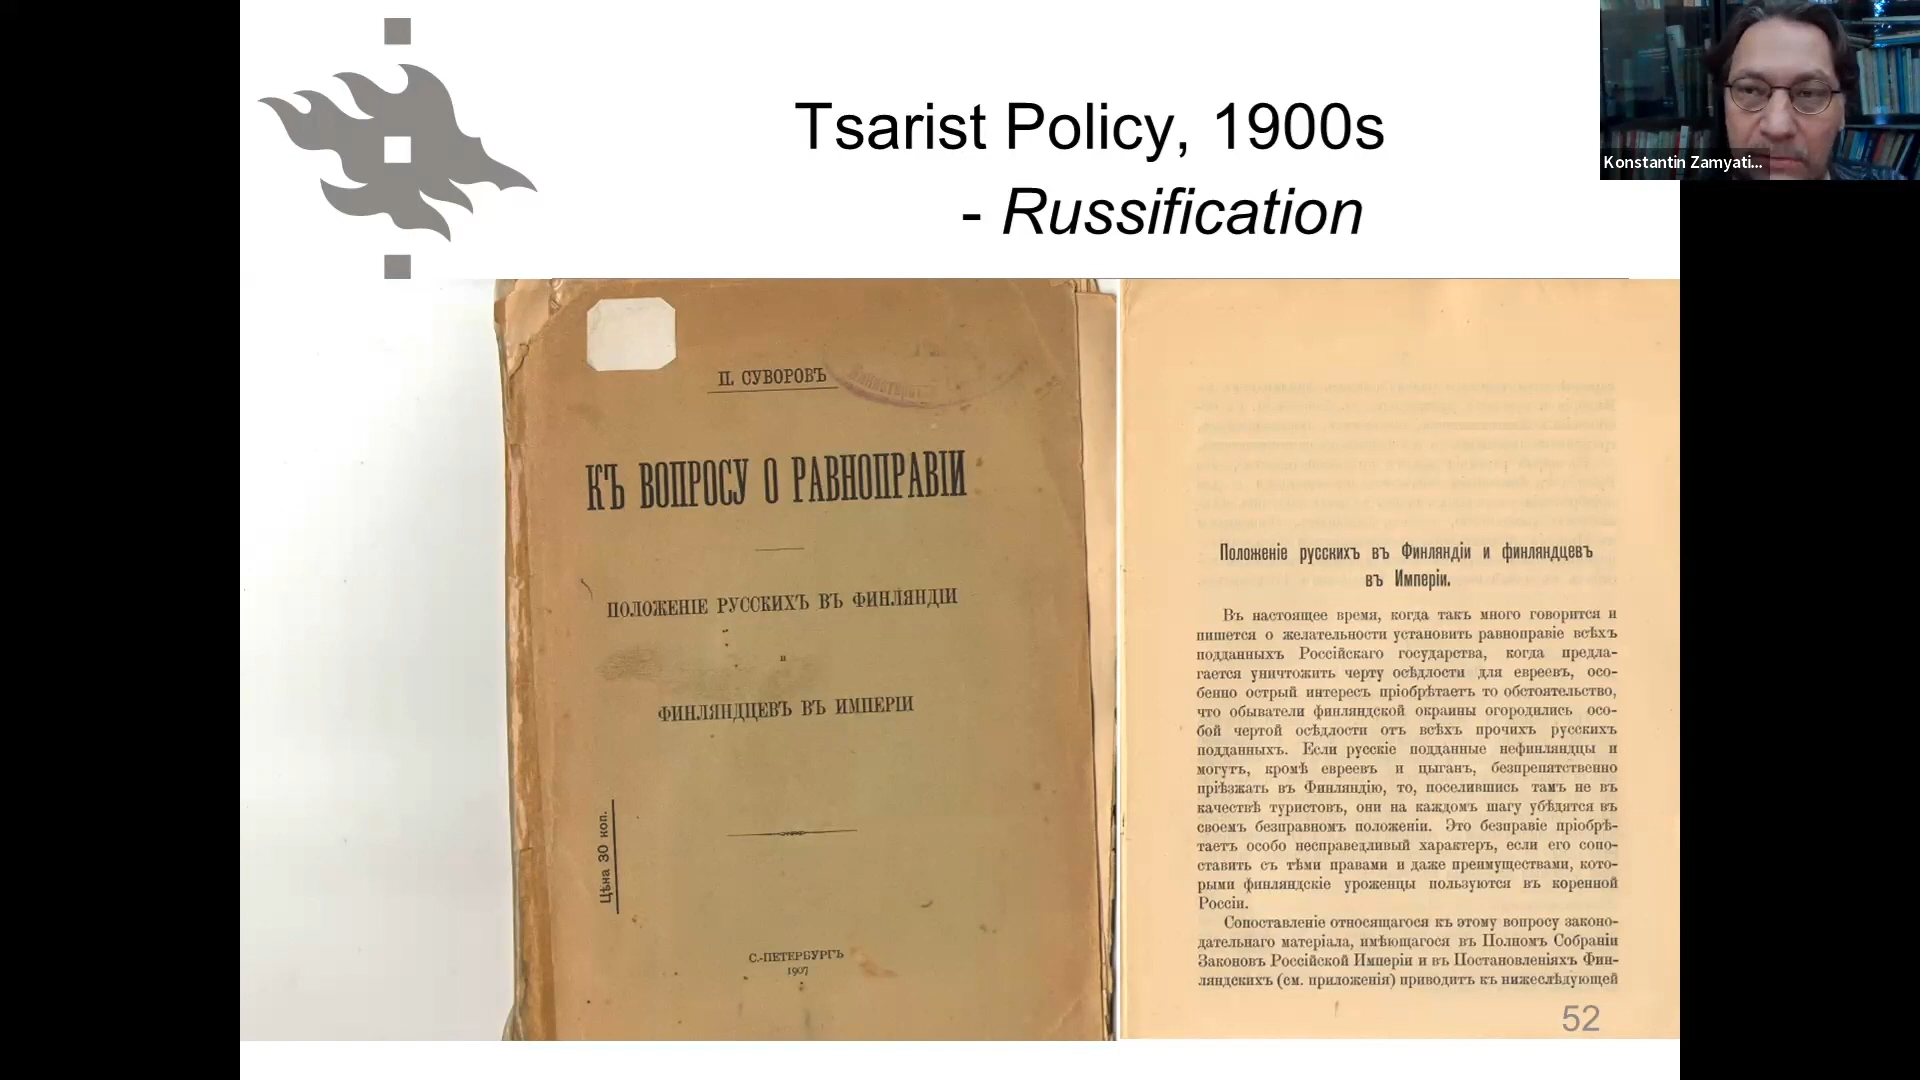 Tsarist Policy, 1900s
- Russification
Konstantin Zamyati...
П. СУВОРОВЪ
КЪ ВОПРОСУ О РАВНОПРАВІИ
ПОЛОЖЕНІЕ РУССКИХЪ ВЪ ФИНЛЯНДІИ
и
ФИНЛЯНДЦЕВЪ ВЪ ИМПЕРІИ
Цѣна 30 коп.
С.-ПЕТЕРБУРГЪ
1907
Положеніе русскихъ въ Финляндіи и финляндцевъ
въ Имперіи.
Въ настоящее время, когда такъ много говорится и
пишется о желательности установить равноправіе всѣхъ
подданныхъ Россійскаго государства, когда предла-
гается уничтожить черту осѣдлости для евреевъ, осо-
бенно острый интересъ пріобрѣтаетъ то обстоятельство,
что обыватели финляндской окраины огородились осо-
бой чертой осѣдлости отъ всѣхъ прочихъ русскихъ
подданныхъ. Если русскіе подданные нефинляндцы и
могутъ, кромѣ евреевъ и цыганъ, безпрепятственно
пріѣзжать въ Финляндію, то, поселившись тамъ не въ
качествѣ туристовъ, они на каждомъ шагу убѣдятся въ
своемъ безправномъ положеніи. Это безправіе пріобрѣ-
таетъ особо несправедливый характеръ, если его сопо-
ставить съ тѣми правами и даже преимуществами, кото-
рыми финляндскіе уроженцы пользуются въ коренной
Россіи.
Сопоставленіе относящагося къ этому вопросу законо-
дательнаго матеріала, имѣющагося въ Полномъ Собраніи
Законовъ Россійской Имперіи и въ Постановленіяхъ Фин-
ляндскихъ (см. приложенія) приводитъ къ нижеслѣдующей
52